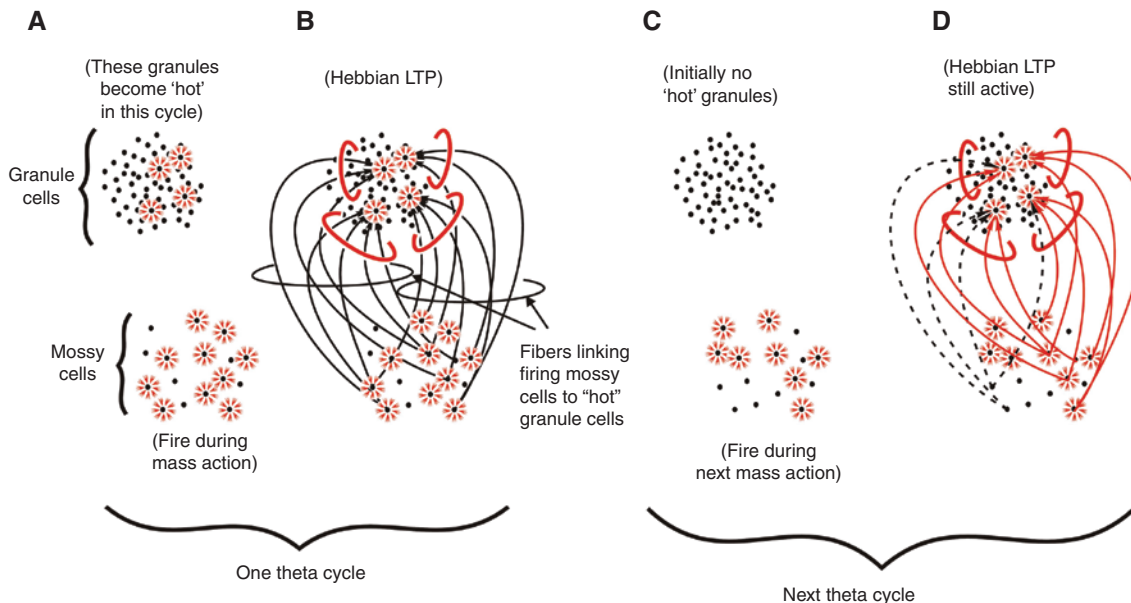 A
B
C
D
(These granules
become ‘hot’
in this cycle)
(Hebbian LTP)
(Initially no
‘hot’ granules)
(Hebbian LTP
still active)
Granule
cells
Mossy
cells
Fibers linking
firing mossy
cells to “hot”
granule cells
(Fire during
mass action)
(Fire during
next mass action)
One theta cycle
Next theta cycle